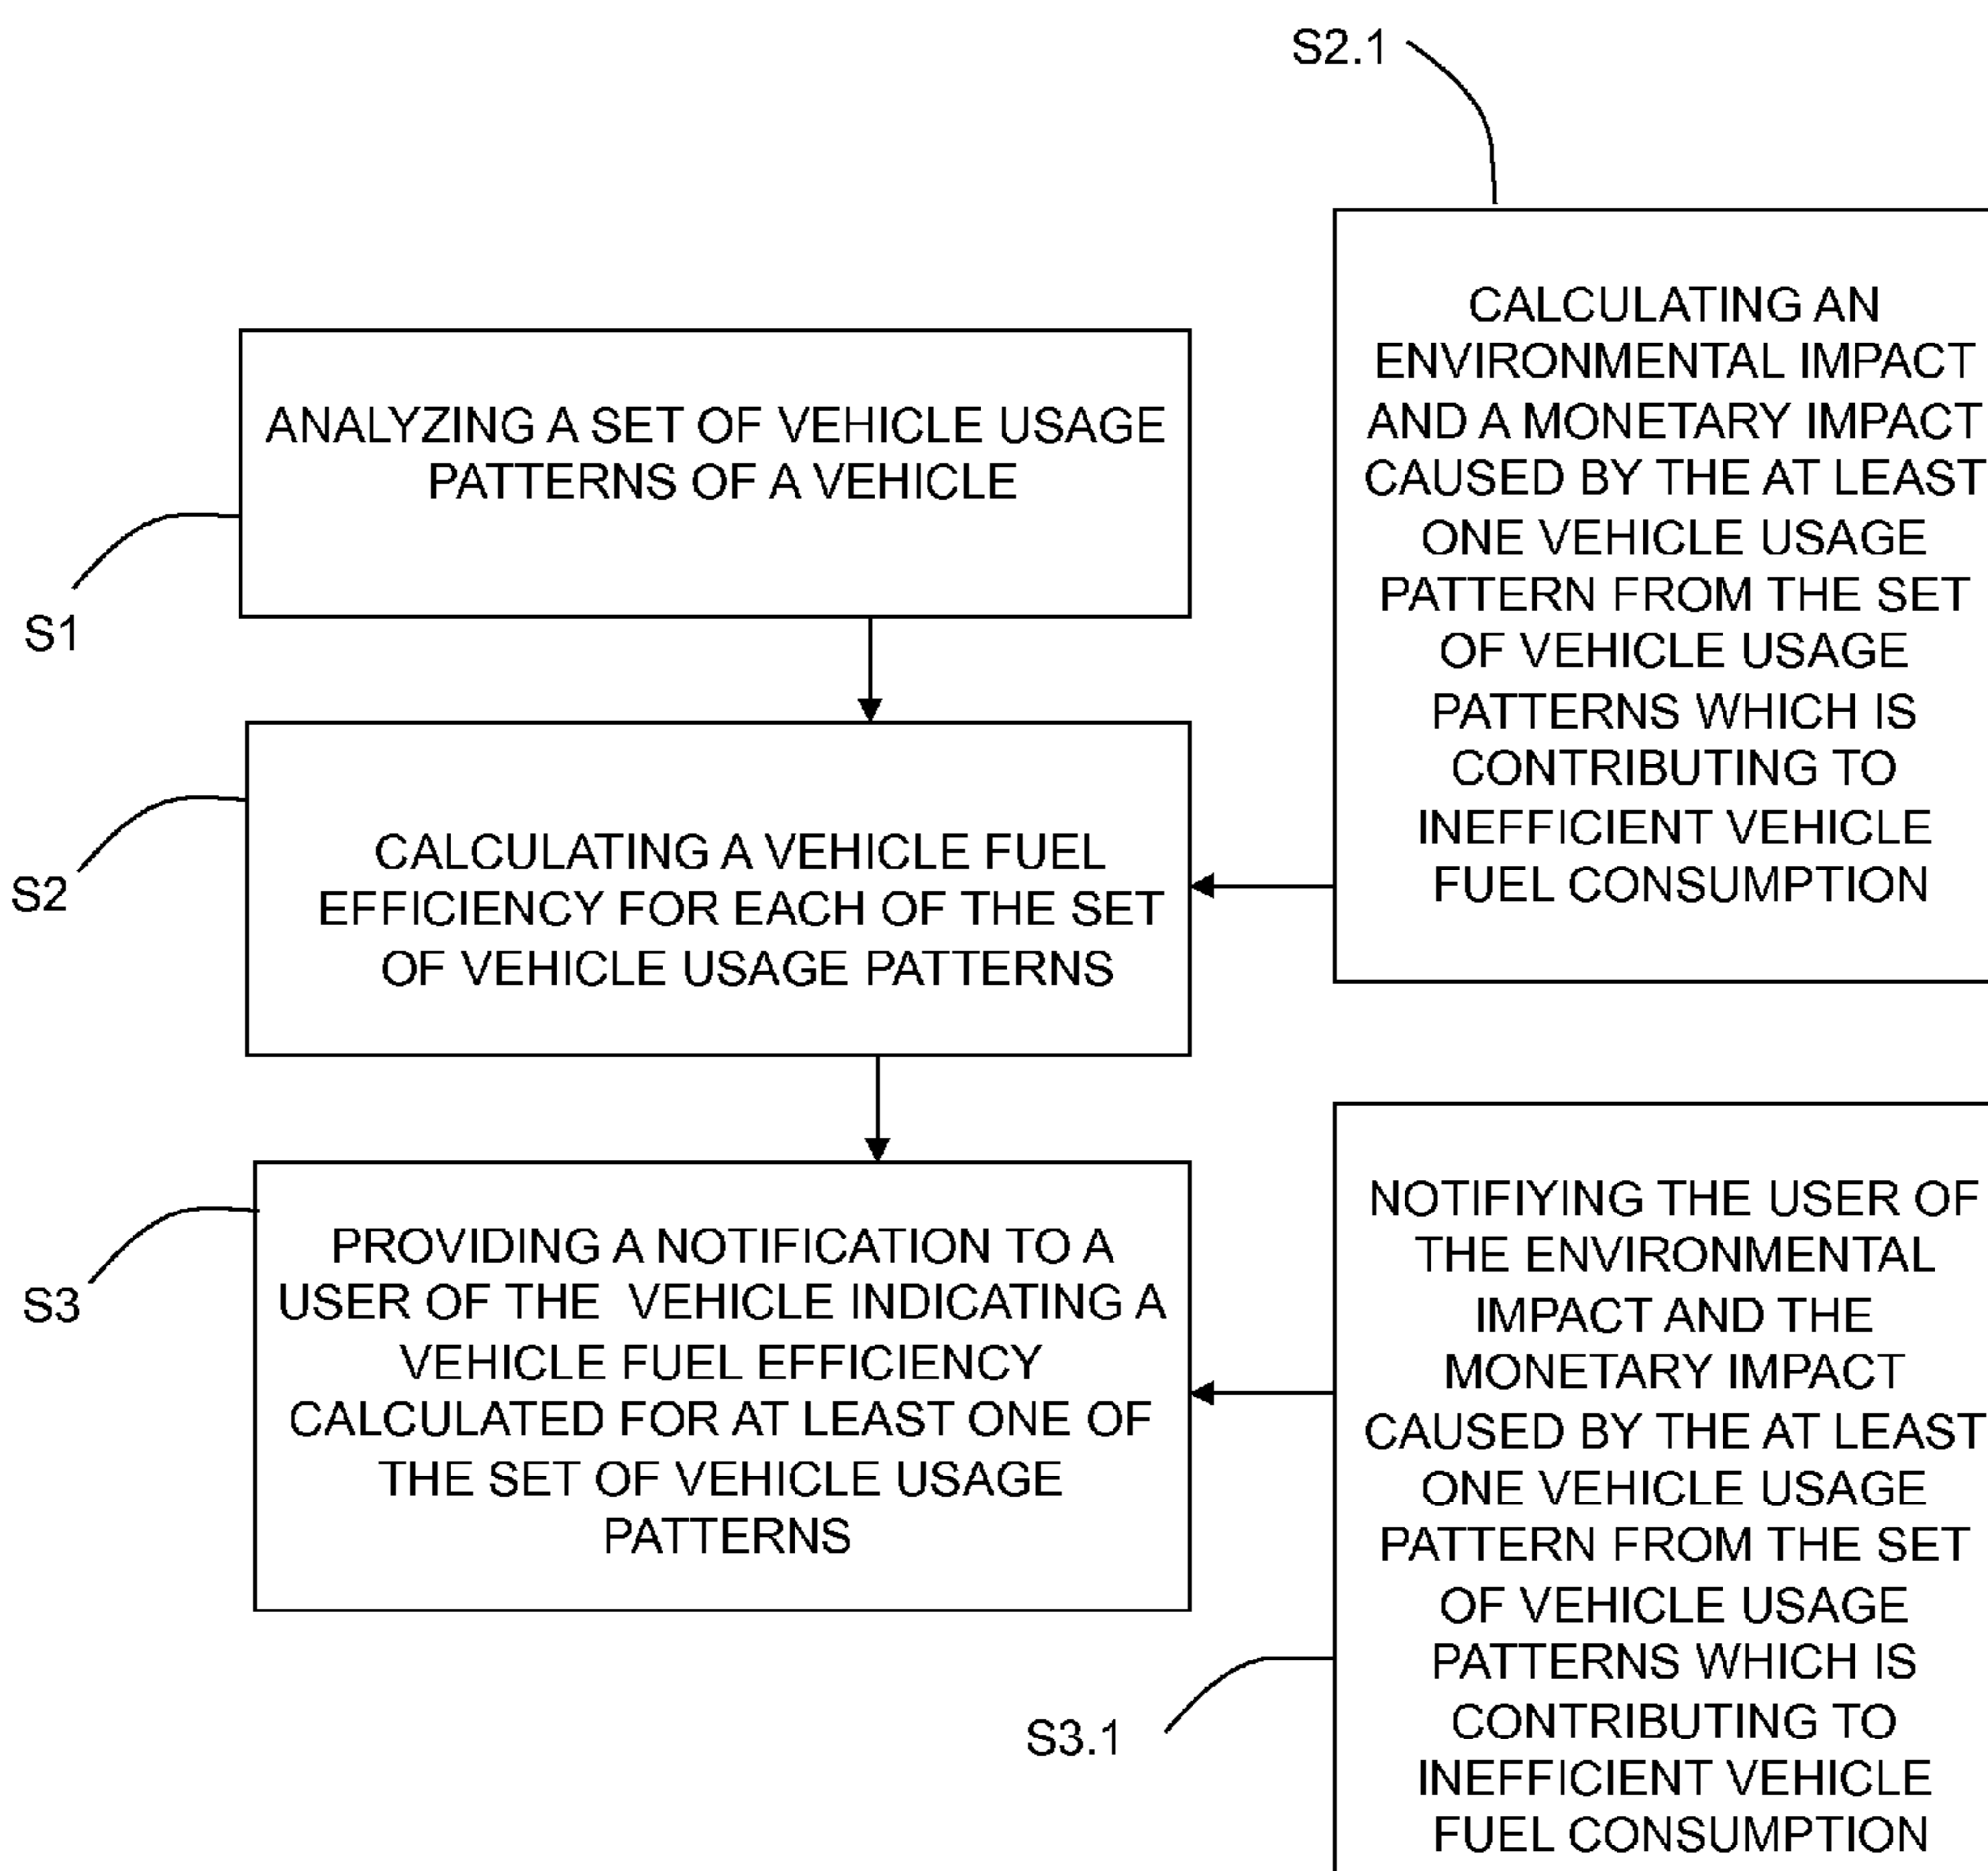 S2.1
CALCULATING AN
ENVIRONMENTAL IMPACT
AND A MONETARY IMPACT
CAUSED BY THE AT LEAST
ONE VEHICLE USAGE
PATTERN FROM THE SET
OF VEHICLE USAGE
PATTERNS WHICH IS
CONTRIBUTING TO
INEFFICIENT VEHICLE
FUEL CONSUMPTION
ANALYZING A SET OF VEHICLE USAGE
PATTERNS OF A VEHICLE
S1
CALCULATING A VEHICLE FUEL
EFFICIENCY FOR EACH OF THE SET
OF VEHICLE USAGE PATTERNS
S2
PROVIDING A NOTIFICATION TO A
USER OF THE VEHICLE INDICATING A
VEHICLE FUEL EFFICIENCY
CALCULATED FOR AT LEAST ONE OF
THE SET OF VEHICLE USAGE
PATTERNS
S3
NOTIFIYING THE USER OF
THE ENVIRONMENTAL
IMPACT AND THE
MONETARY IMPACT
CAUSED BY THE AT LEAST
ONE VEHICLE USAGE
PATTERN FROM THE SET
OF VEHICLE USAGE
PATTERNS WHICH IS
CONTRIBUTING TO
INEFFICIENT VEHICLE
FUEL CONSUMPTION
S3.1